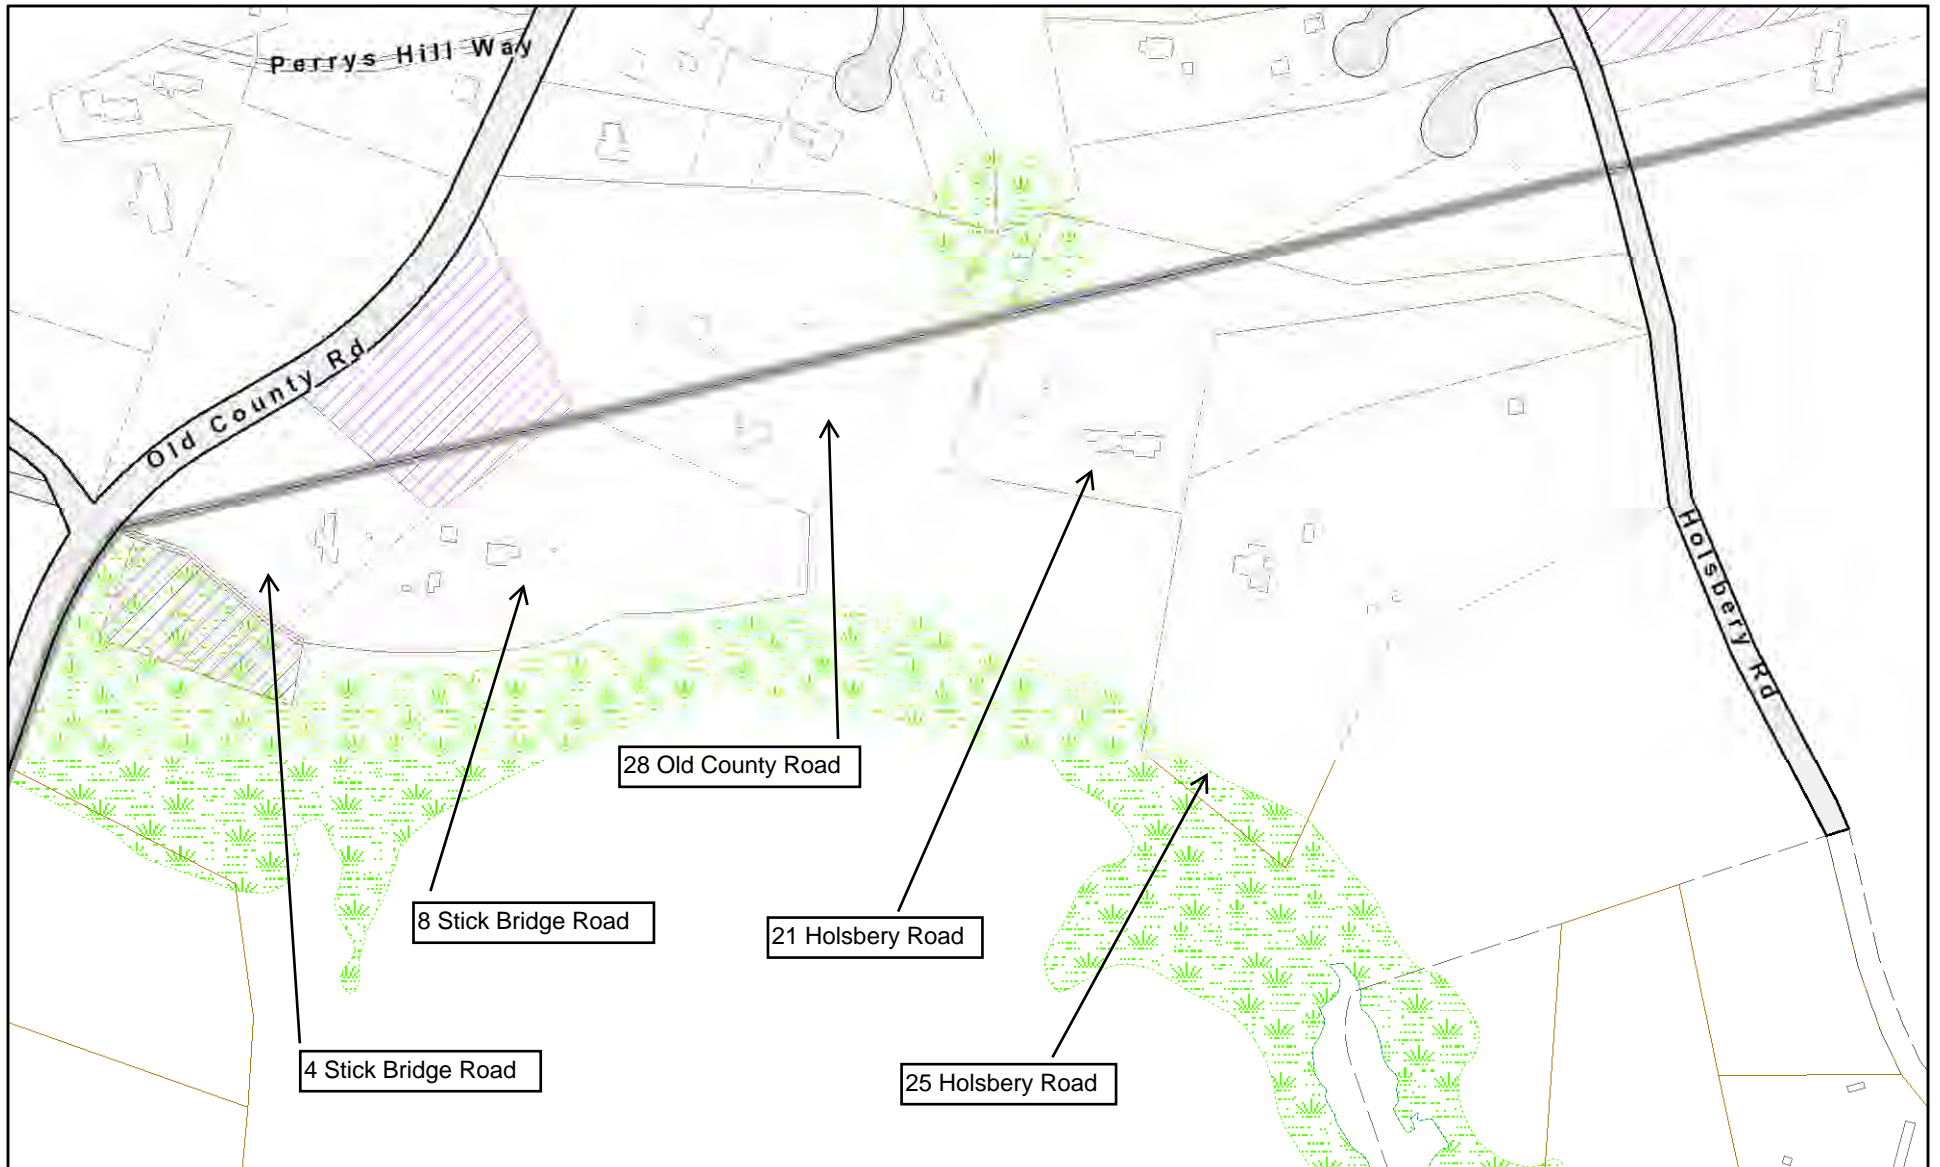 Perrys Hill Way
Old County Rd
Holsbery Rd
28 Old County Road
8 Stick Bridge Road
21 Holsbery Road
4 Stick Bridge Road
25 Holsbery Road